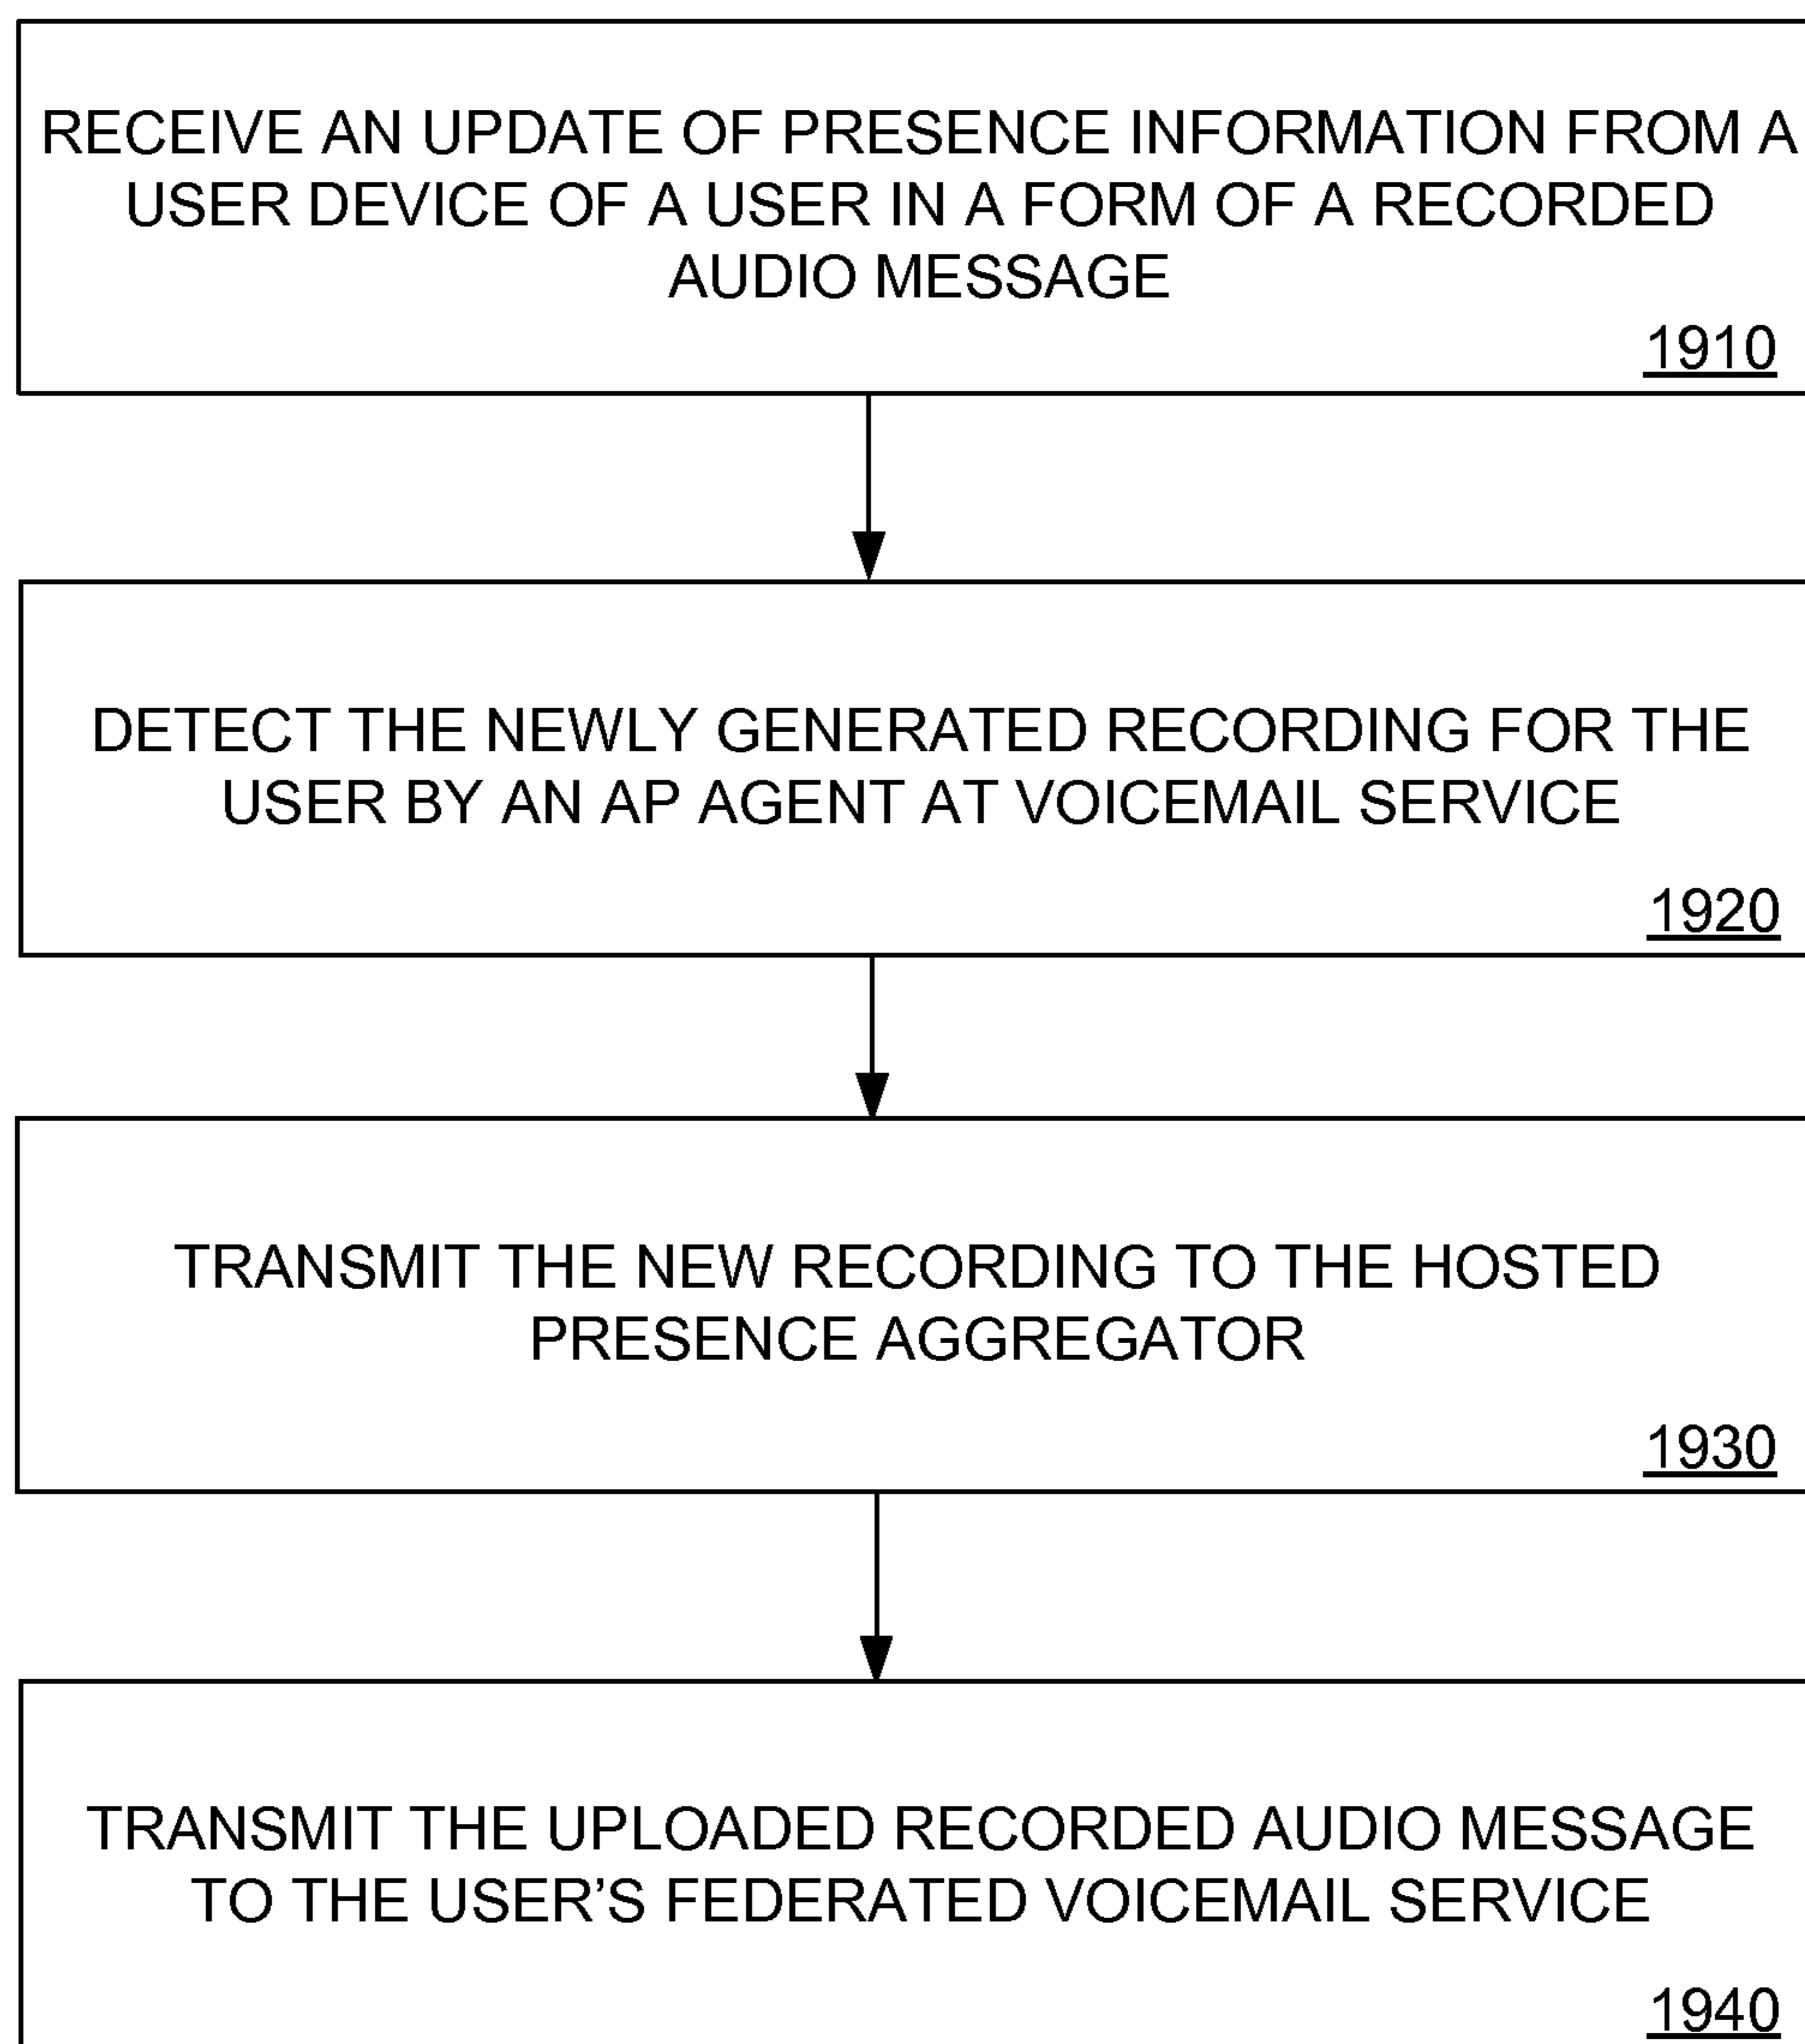 RECEIVE AN UPDATE OF PRESENCE INFORMATION FROM A
USER DEVICE OF A USER IN A FORM OF A RECORDED
AUDIO MESSAGE
1910
DETECT THE NEWLY GENERATED RECORDING FOR THE
USER BY AN AP AGENT AT VOICEMAIL SERVICE
1920
TRANSMIT THE NEW RECORDING TO THE HOSTED
PRESENCE AGGREGATOR
1930
TRANSMIT THE UPLOADED RECORDED AUDIO MESSAGE
TO THE USER’S FEDERATED VOICEMAIL SERVICE
1940